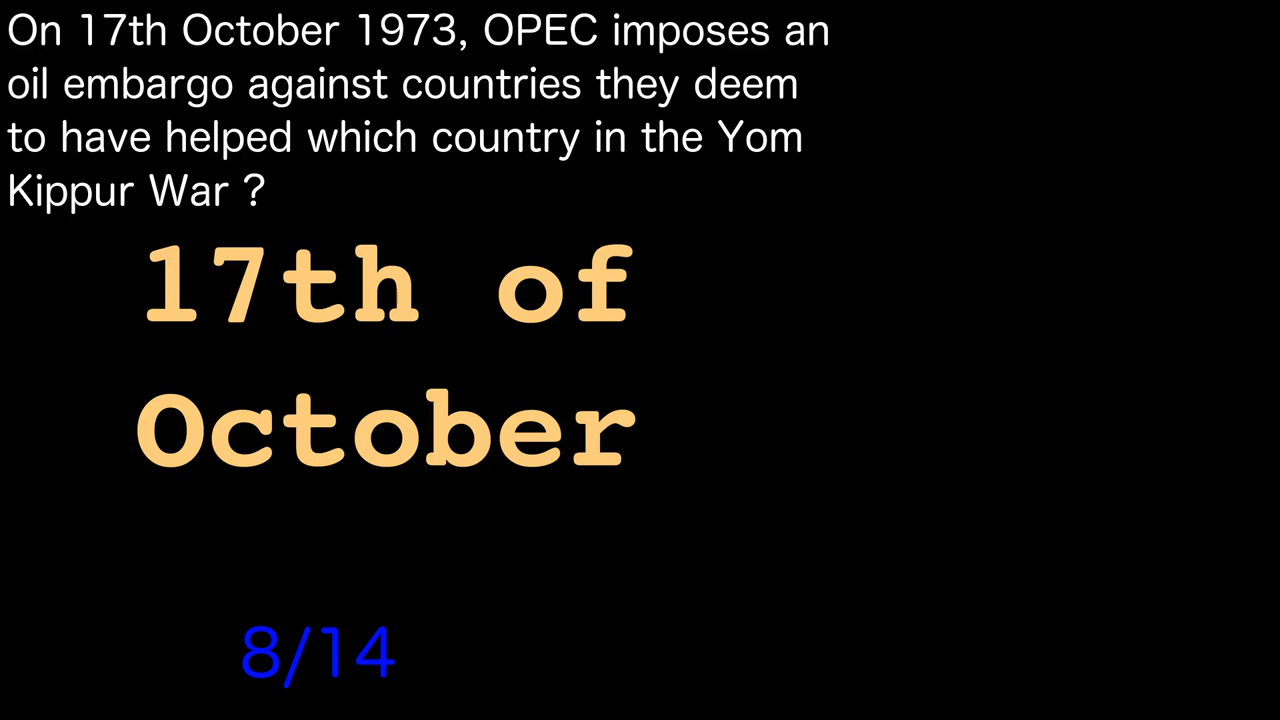 On 17th October 1973, OPEC imposes an
oil embargo against countries they deem
to have helped which country in the Yom
Kippur War ?
17th of
October
8/14